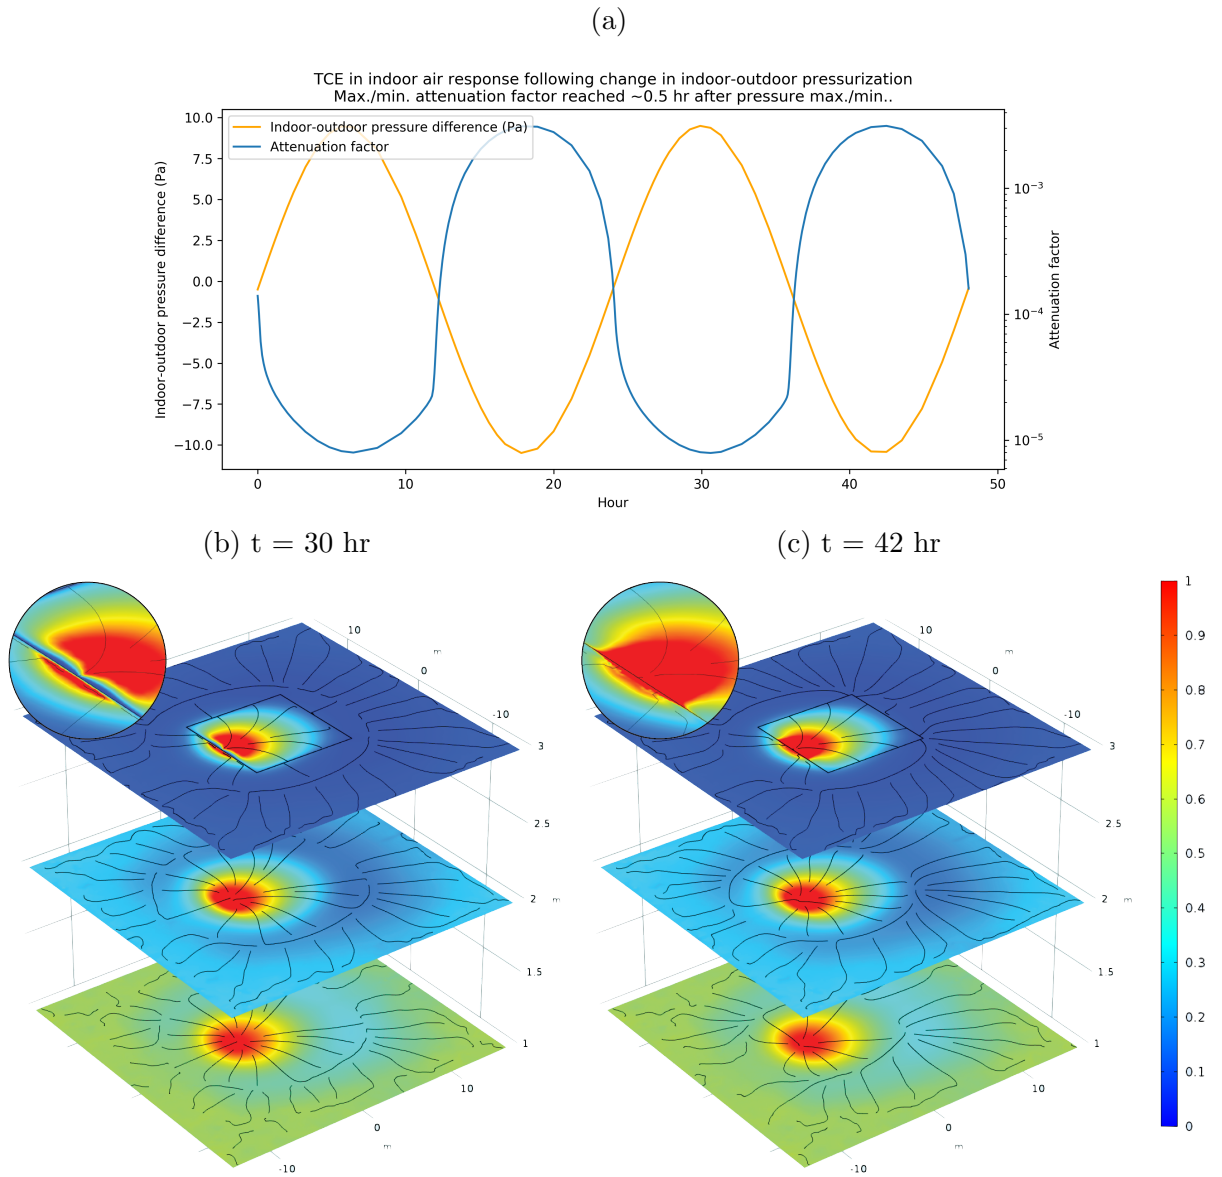 (a)
TCE in indoor air response following change in indoor-outdoor pressurization
Max./min. attenuation factor reached ~0.5 hr after pressure max./min..
Indoor-outdoor pressure difference (Pa)
Attenuation factor
Indoor-outdoor pressure difference (Pa)
10.0
7.5
5.0
2.5
0.0
−2.5
−5.0
−7.5
−10.0
10⁻³
10⁻⁴
10⁻⁵
Attenuation factor
0 10 20 30 40 50
Hour
(b) t = 30 hr
(c) t = 42 hr
10
m
0
-10
3
2.5
2
m
1.5
1
10
0
m
-10
10
m
0
-10
3
2.5
2
m
1.5
1
10
0
m
-10
1
0.9
0.8
0.7
0.6
0.5
0.4
0.3
0.2
0.1
0